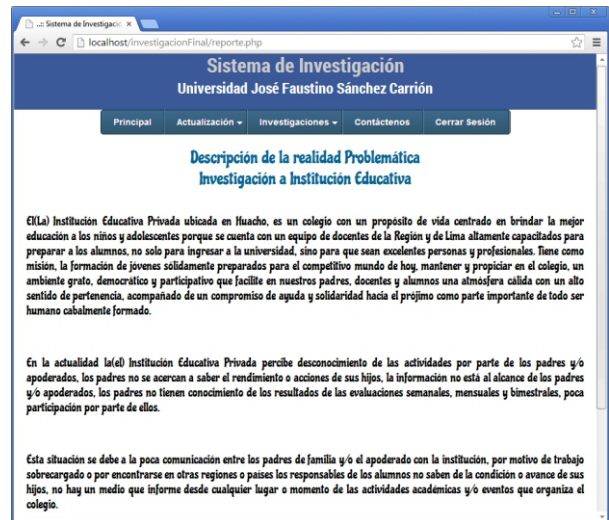 ..:: Sistema de Investigació
localhost/investigacionFinal/reporte.php
Sistema de Investigación
Universidad José Faustino Sánchez Carrión
Principal Actualización Investigaciones Contáctenos Cerrar Sesión
Descripción de la realidad Problemática
Investigación a Institución Educativa
El(La) Institución Educativa Privada ubicada en Huacho, es un colegio con un propósito de vida centrado en brindar la mejor
educación a los niños y adolescentes porque se cuenta con un equipo de docentes de la Región y de Lima altamente capacitados para
preparar a los alumnos, no solo para ingresar a la universidad, sino para que sean excelentes personas y profesionales. Tiene como
misión, la formación de jóvenes sólidamente preparados para el competitivo mundo de hoy, mantener y propiciar en el colegio, un
ambiente grato, democrático y participativo que facilite en nuestros padres, docentes y alumnos una atmósfera cálida con un alto
sentido de pertenencia, acompañado de un compromiso de ayuda y solidaridad hacia el prójimo como parte importante de todo ser
humano cabalmente formado.
En la actualidad la(el) Institución Educativa Privada percibe desconocimiento de las actividades por parte de los padres y/o
apoderados, los padres no se acercan a saber el rendimiento o acciones de sus hijos, la información no está al alcance de los padres
y/o apoderados, los padres no tienen conocimiento de los resultados de las evaluaciones semanales, mensuales y bimestrales, poca
participación por parte de ellos.
Esta situación se debe a la poca comunicación entre los padres de familia y/o el apoderado con la institución, por motivo de trabajo
sobrecargado o por encontrarse en otras regiones o países los responsables de los alumnos no saben de la condición o avance de sus
hijos, no hay un medio que informe desde cualquier lugar o momento de las actividades académicas y/o eventos que organiza el
colegio.